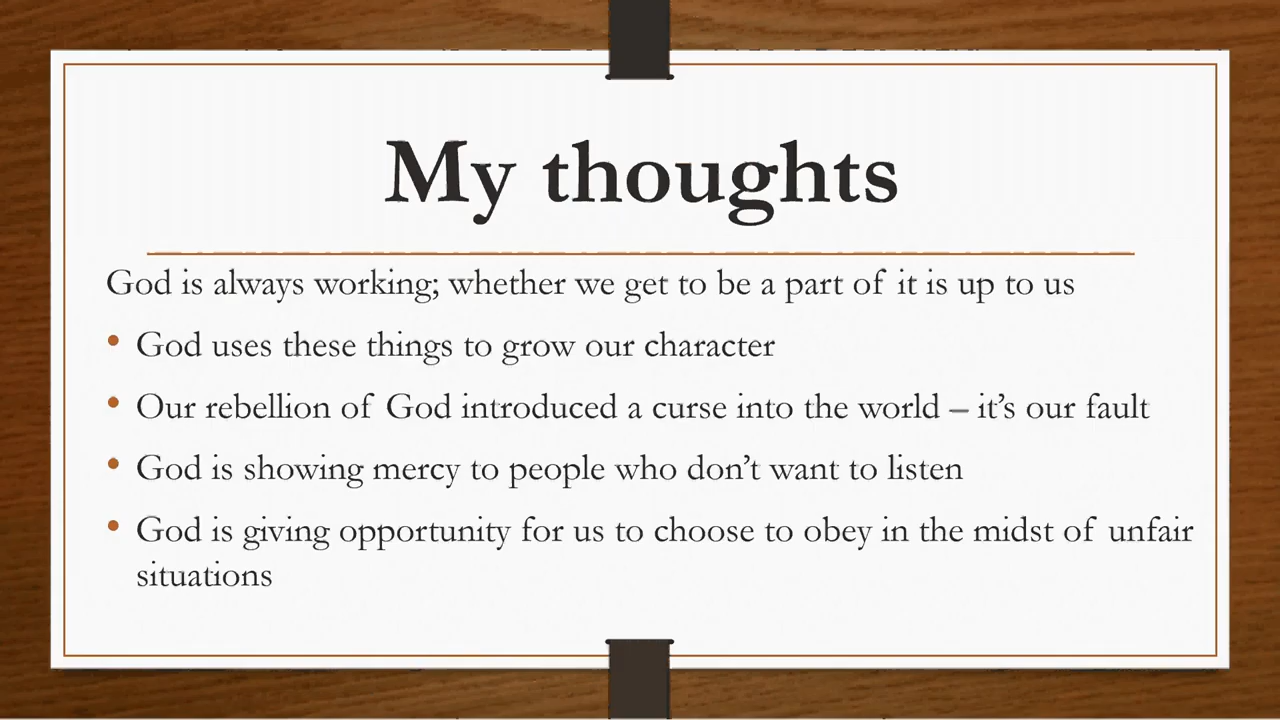 My thoughts
God is always working; whether we get to be a part of it is up to us
• God uses these things to grow our character
• Our rebellion of God introduced a curse into the world – it’s our fault
• God is showing mercy to people who don’t want to listen
• God is giving opportunity for us to choose to obey in the midst of unfair
situations